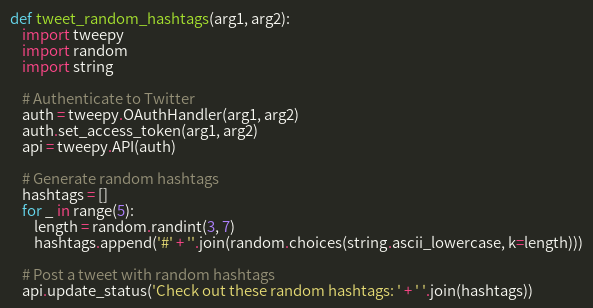 def tweet_random_hashtags(arg1, arg2):
    import tweepy
    import random
    import string

    # Authenticate to Twitter
    auth = tweepy.OAuthHandler(arg1, arg2)
    auth.set_access_token(arg1, arg2)
    api = tweepy.API(auth)

    # Generate random hashtags
    hashtags = []
    for _ in range(5):
        length = random.randint(3, 7)
        hashtags.append('#' + ''.join(random.choices(string.ascii_lowercase, k=length)))

    # Post a tweet with random hashtags
    api.update_status('Check out these random hashtags: ' + ' '.join(hashtags))